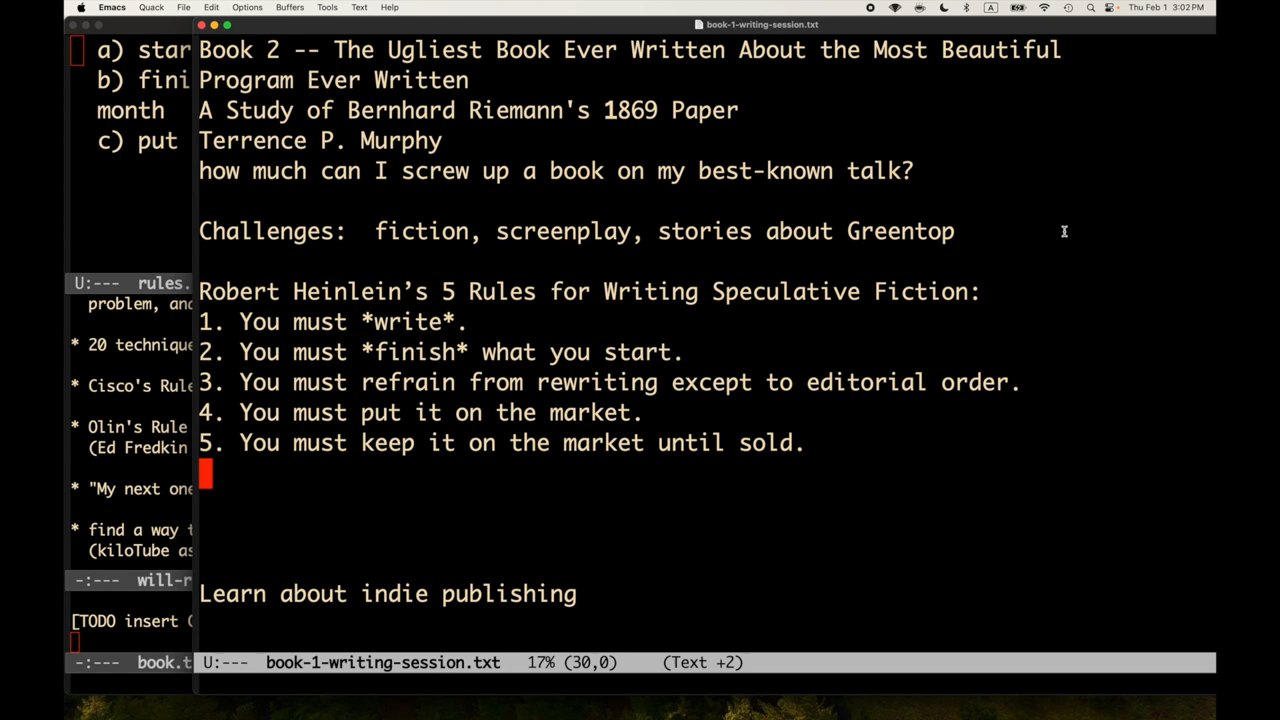 Emacs Quack File Edit Options Buffers Tools Text Help
A
Thu Feb 1 3:02 PM
book-1-writing-session.txt
a) star
b) fini
month
c) put
U:--- rules.
problem, and
* 20 technique
* Cisco's Rule
* Olin's Rule
(Ed Fredkin
* "My next one
* find a way t
(kiloTube as
-:--- will-r
[TODO insert
-:--- book.t
Book 2 -- The Ugliest Book Ever Written About the Most Beautiful
Program Ever Written
A Study of Bernhard Riemann's 1869 Paper
Terrence P. Murphy
how much can I screw up a book on my best-known talk?
Challenges: fiction, screenplay, stories about Greentop
Robert Heinlein’s 5 Rules for Writing Speculative Fiction:
1. You must *write*.
2. You must *finish* what you start.
3. You must refrain from rewriting except to editorial order.
4. You must put it on the market.
5. You must keep it on the market until sold.
Learn about indie publishing
U:--- book-1-writing-session.txt 17% (30,0) (Text +2)